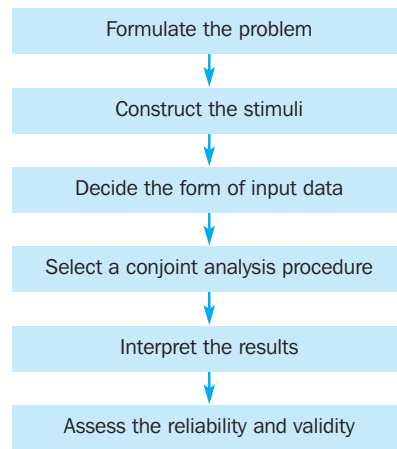 Formulate the problem
Construct the stimuli
Decide the form of input data
Select a conjoint analysis procedure
Interpret the results
Assess the reliability and validity